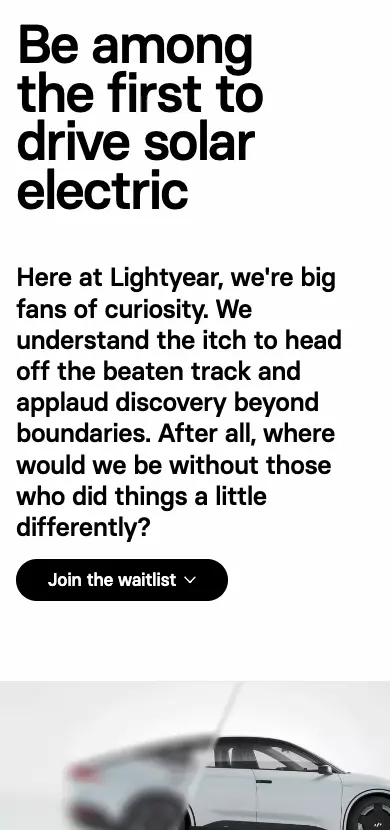 Be among
the first to
drive solar
electric
Here at Lightyear, we're big
fans of curiosity. We
understand the itch to head
off the beaten track and
applaud discovery beyond
boundaries. After all, where
would we be without those
who did things a little
differently?
Join the waitlist